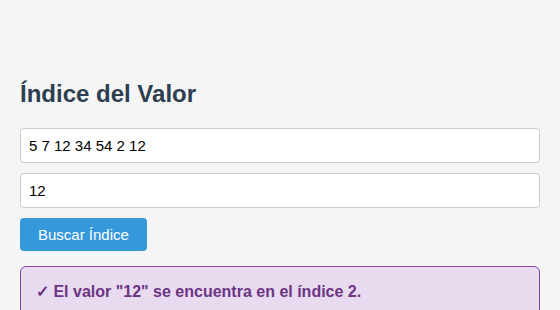 Índice del Valor
5 7 12 34 54 2 12
12
Buscar Índice
✓ El valor "12" se encuentra en el índice 2.